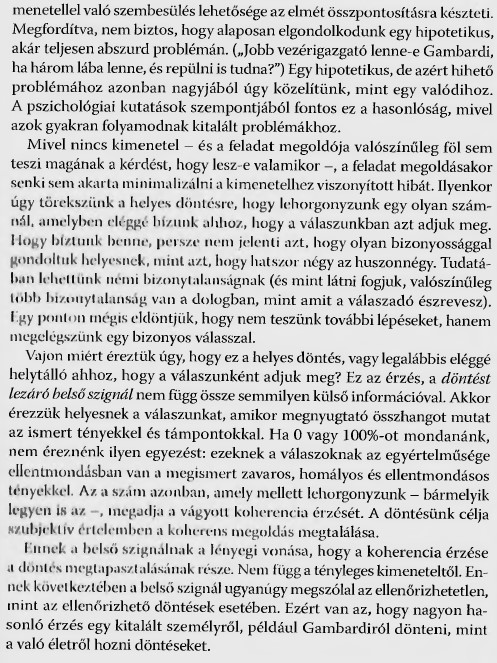 menetellel való szembesülés lehetősége az elmét összpontosításra készteti.
Megfordítva, nem biztos, hogy alaposan elgondolkodunk egy hipotetikus,
akár teljesen abszurd problémán. („Jobb vezérigazgató lenne-e Gambardi,
ha három lába lenne, és repülni is tudna?") Egy hipotetikus, de azért hihető
problémához azonban nagyjából úgy közelítünk, mint egy valódihoz.
A pszichológiai kutatások szempontjából fontos ez a hasonlóság, mivel
azok gyakran folyamodnak kitalált problémákhoz.
Mivel nincs kimenetel – és a feladat megoldója valószínűleg föl sem
teszi magának a kérdést, hogy lesz-e valamikor –, a feladat megoldásakor
senki sem akarta minimalizálni a kimenetelhez viszonyított hibát. Ilyenkor
úgy törekszünk a helyes döntésre, hogy lehorgonyzunk egy olyan szám-
nál, amelyben eléggé bízunk ahhoz, hogy a válaszunkban azt adjuk meg.
Hogy bíztunk benne, persze nem jelenti azt, hogy olyan bizonyossággal
gondoltuk helyesnek, mint azt, hogy hatszor négy az huszonnégy. Tudatá-
ban lehettünk némi bizonytalanságnak (és mint látni fogjuk, valószínűleg
több bizonytalanság van a dologban, mint amit a válaszadó észrevesz).
Egy ponton mégis eldöntjük, hogy nem teszünk további lépéseket, hanem
megelégszünk egy bizonyos válasszal.
Vajon miért éreztük úgy, hogy ez a helyes döntés, vagy legalábbis eléggé
helytálló ahhoz, hogy a válaszunkként adjuk meg? Ez az érzés, a döntést
lezáró belső szignál nem függ össze semmilyen külső információval. Akkor
érezzük helyesnek a válaszunkat, amikor megnyugtató összhangot mutat
az ismert tényekkel és támpontokkal. Ha 0 vagy 100%-ot mondanánk,
nem éreznénk ilyen egyezést: ezeknek a válaszoknak az egyértelműsége
ellentmondásban van a megismert zavaros, homályos és ellentmondásos
tényekkel. Az a szám azonban, amely mellett lehorgonyzunk – bármelyik
legyen is az –, megadja a vágyott koherencia érzését. A döntésünk célja
szubjektív értelemben a koherens megoldás megtalálása.
Ennek a belső szignálnak a lényegi vonása, hogy a koherencia érzése
a döntés megtapasztalásának része. Nem függ a tényleges kimeneteltől. En-
nek következtében a belső szignál ugyanúgy megszólal az ellenőrizhetetlen,
mint az ellenőrizhető döntések esetében. Ezért van az, hogy nagyon ha-
sonló érzés egy kitalált személyről, például Gambardiról dönteni, mint
a való életről hozni döntéseket.